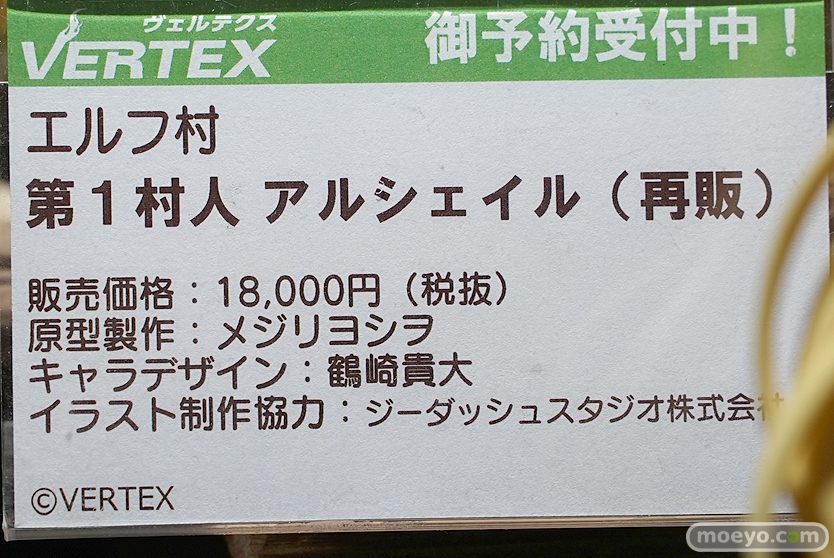 ヴェルテクス
VERTEX
御予約受付中！
エルフ村
第１村人 アルシェイル（再販）
販売価格：18,000円（税抜）
原型製作：メジリヨシヲ
キャラデザイン：鶴崎貴大
イラスト制作協力：ジーダッシュスタジオ株式会社
©VERTEX
moeyo.com